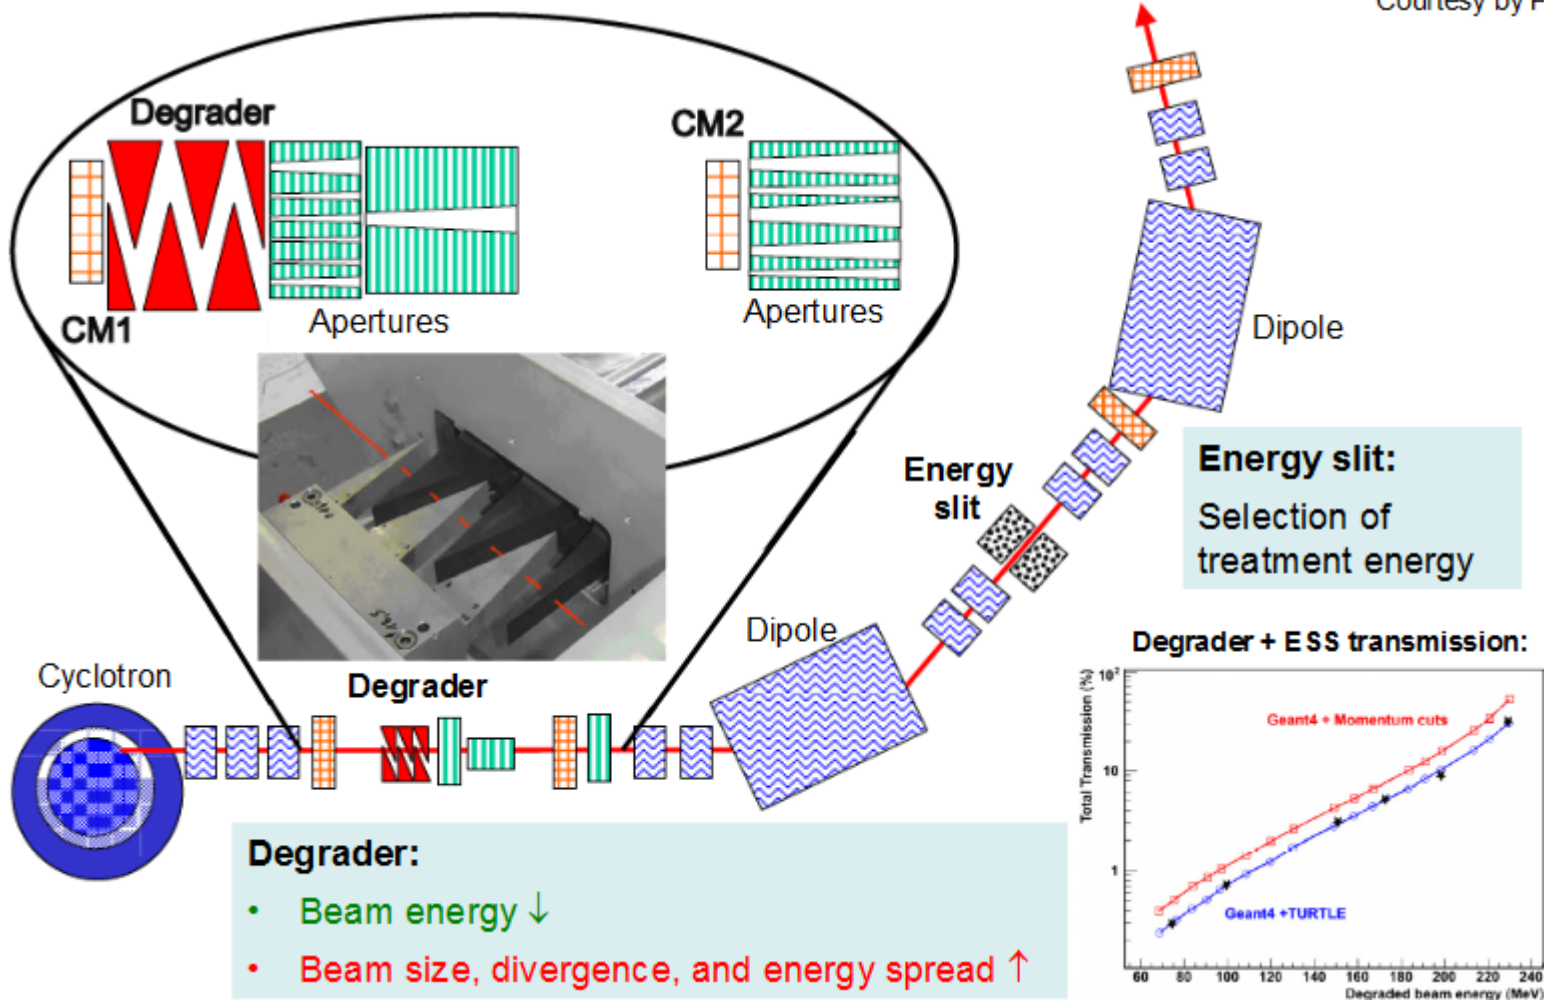 Courtesy by
Degrader
CM2
CM1
Apertures
Apertures
Dipole
Energy
slit
Energy slit:
Selection of
treatment energy
Dipole
Cyclotron
Degrader
Degrader:
• Beam energy ↓
• Beam size, divergence, and energy spread ↑
Degrader + ESS transmission:
Total Transmission (%)
10²
10
1
Geant4 + Momentum cuts
Geant4 +TURTLE
60 80 100 120 140 160 180 200 220 240
Degraded beam energy (MeV)